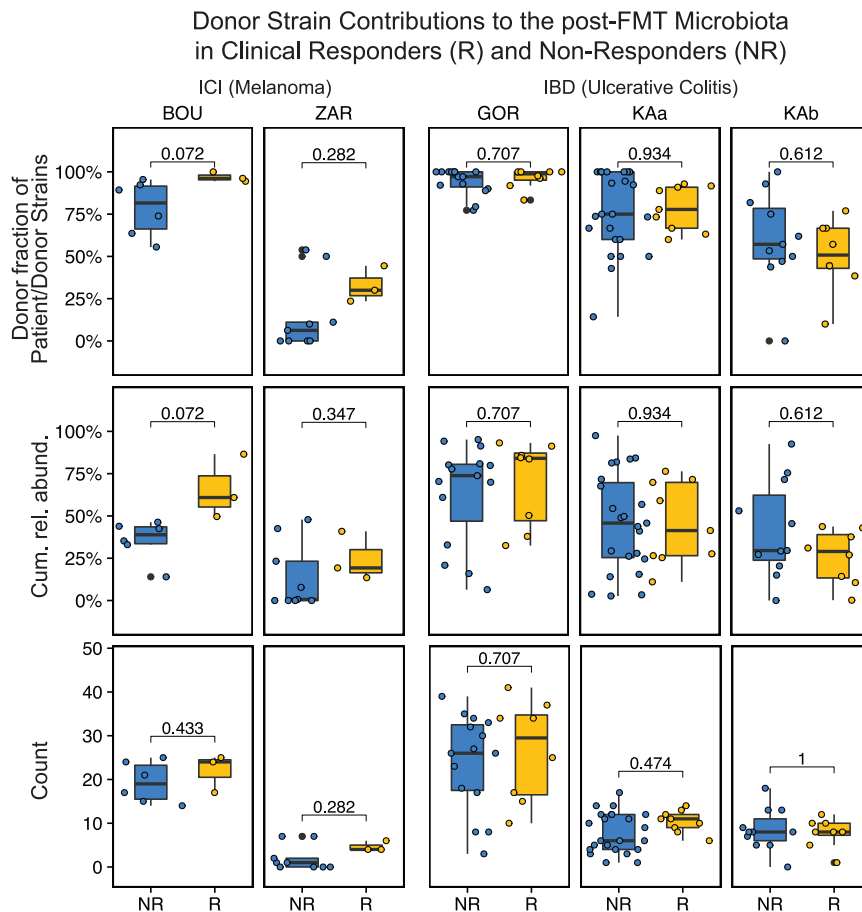 Donor Strain Contributions to the post-FMT Microbiota
in Clinical Responders (R) and Non-Responders (NR)
ICI (Melanoma) IBD (Ulcerative Colitis)
BOU ZAR GOR KAa KAb
Donor fraction of
Patient/Donor Strains
100%
75%
50%
25%
0%
0.072 0.282 0.707 0.934 0.612
Cum. rel. abund.
100%
75%
50%
25%
0%
0.072 0.347 0.707 0.934 0.612
Count
50
40
30
20
10
0
0.433 0.282 0.707 0.474 1
NR R NR R NR R NR R NR R